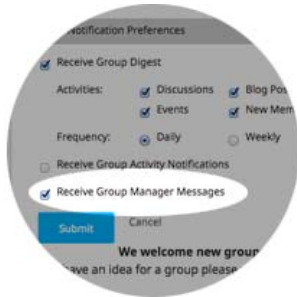 Notification Preferences
Receive Group Digest
Activities: Discussions Blog Pos
Events New Mem
Frequency: Daily Weekly
Receive Group Activity Notifications
Receive Group Manager Messages
Submit Cancel
We welcome new group
have an idea for a group please